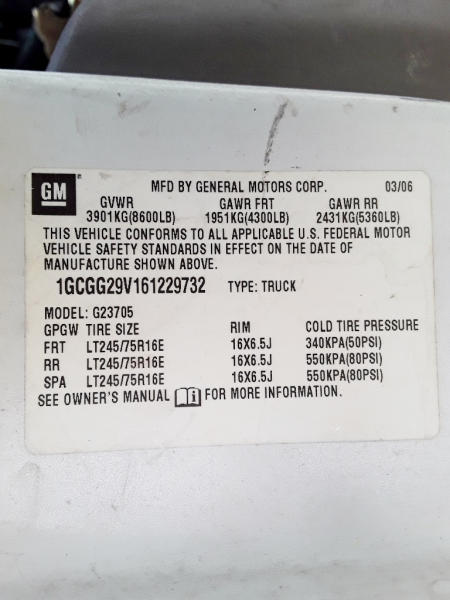 GM
MFD BY GENERAL MOTORS CORP. 03/06
GVWR GAWR FRT GAWR RR
3901KG(8600LB) 1951KG(4300LB) 2431KG(5360LB)
THIS VEHICLE CONFORMS TO ALL APPLICABLE U.S. FEDERAL MOTOR
VEHICLE SAFETY STANDARDS IN EFFECT ON THE DATE OF
MANUFACTURE SHOWN ABOVE.
1GCGG29V161229732 TYPE: TRUCK
MODEL: G23705
GPGW TIRE SIZE RIM COLD TIRE PRESSURE
FRT LT245/75R16E 16X6.5J 340KPA(50PSI)
RR LT245/75R16E 16X6.5J 550KPA(80PSI)
SPA LT245/75R16E 16X6.5J 550KPA(80PSI)
SEE OWNER'S MANUAL i FOR MORE INFORMATION.